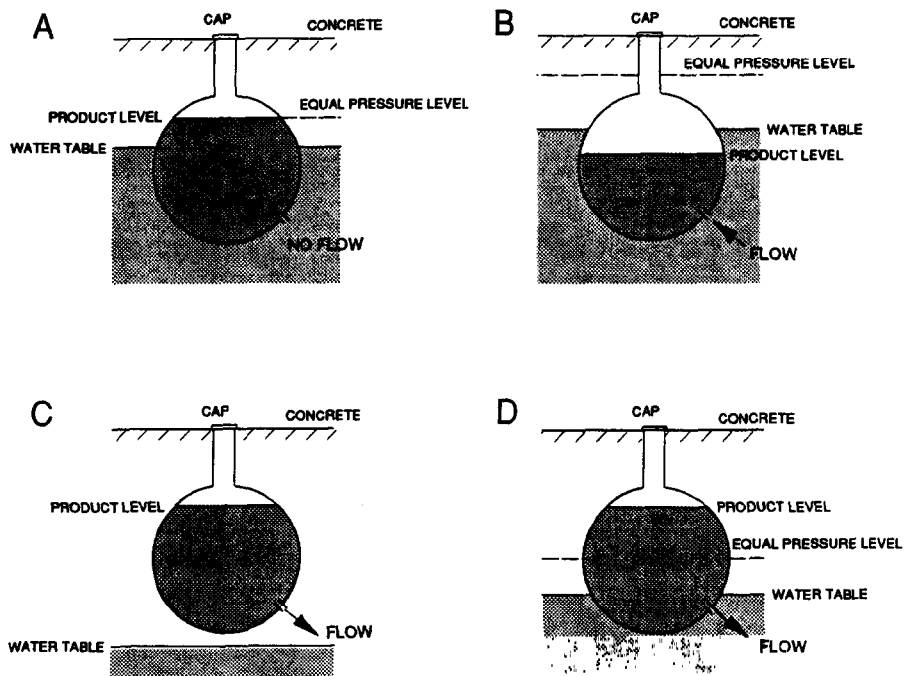 A
CAP
CONCRETE
PRODUCT LEVEL
EQUAL PRESSURE LEVEL
WATER TABLE
NO FLOW
B
CAP
CONCRETE
EQUAL PRESSURE LEVEL
WATER TABLE
PRODUCT LEVEL
FLOW
C
CAP
CONCRETE
PRODUCT LEVEL
FLOW
WATER TABLE
D
CAP
CONCRETE
PRODUCT LEVEL
EQUAL PRESSURE LEVEL
WATER TABLE
FLOW